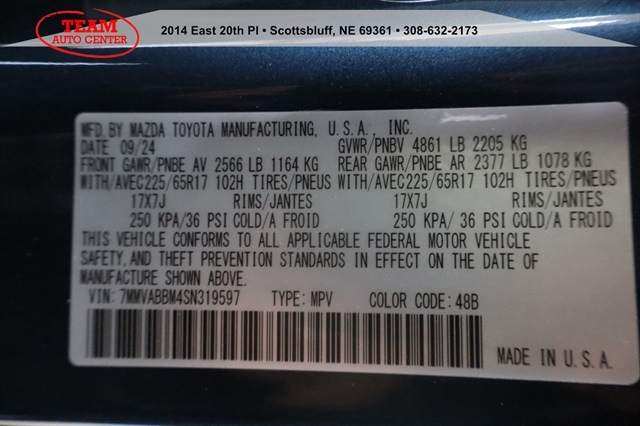 TEAM
AUTO CENTER
2014 East 20th Pl • Scottsbluff, NE 69361 • 308-632-2173
MFD. BY MAZDA TOYOTA MANUFACTURING, U.S.A., INC.
DATE 09/24 GVWR/PNBV 4861 LB 2205 KG
FRONT GAWR/PNBE AV 2566 LB 1164 KG REAR GAWR/PNBE AR 2377 LB 1078 KG
WITH/AVEC225/65R17 102H TIRES/PNEUS WITH/AVEC225/65R17 102H TIRES/PNEUS
17X7J RIMS/JANTES 17X7J RIMS/JANTES
250 KPA/36 PSI COLD/A FROID 250 KPA/ 36 PSI COLD/A FROID
THIS VEHICLE CONFORMS TO ALL APPLICABLE FEDERAL MOTOR VEHICLE
SAFETY, AND THEFT PREVENTION STANDARDS IN EFFECT ON THE DATE OF
MANUFACTURE SHOWN ABOVE.
VIN: 7MMVABBM4SN319597 TYPE: MPV COLOR CODE: 48B
MADE IN U.S.A.